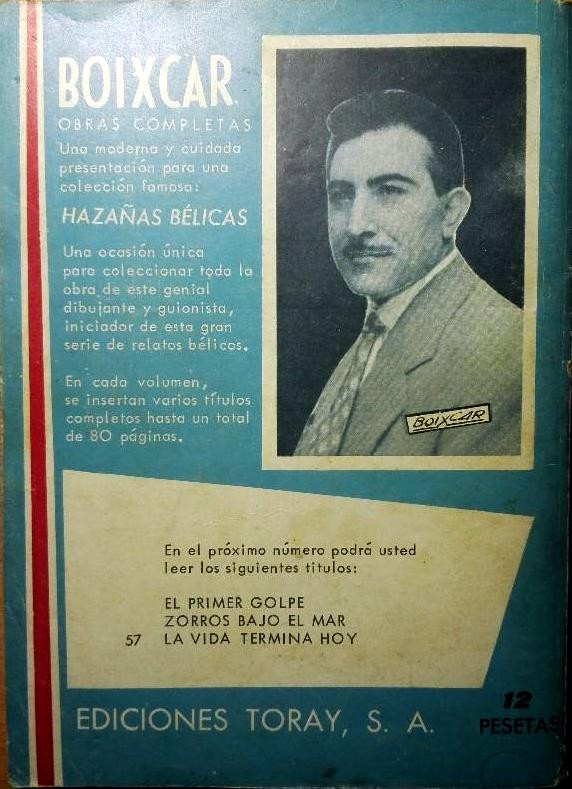 BOIXCAR
OBRAS COMPLETAS
Una moderna y cuidada
presentación para una
colección famosa:
HAZAÑAS BÉLICAS
Una ocasión única
para coleccionar toda la
obra de este genial
dibujante y guionista,
iniciador de esta gran
serie de relatos bélicos.
En cada volumen,
se insertan varios títulos
completos hasta un total
de 80 páginas.
BOIXCAR
En el próximo número podrá usted
leer los siguientes títulos:
EL PRIMER GOLPE
ZORROS BAJO EL MAR
57 LA VIDA TERMINA HOY
EDICIONES TORAY, S. A.
12
PESETAS